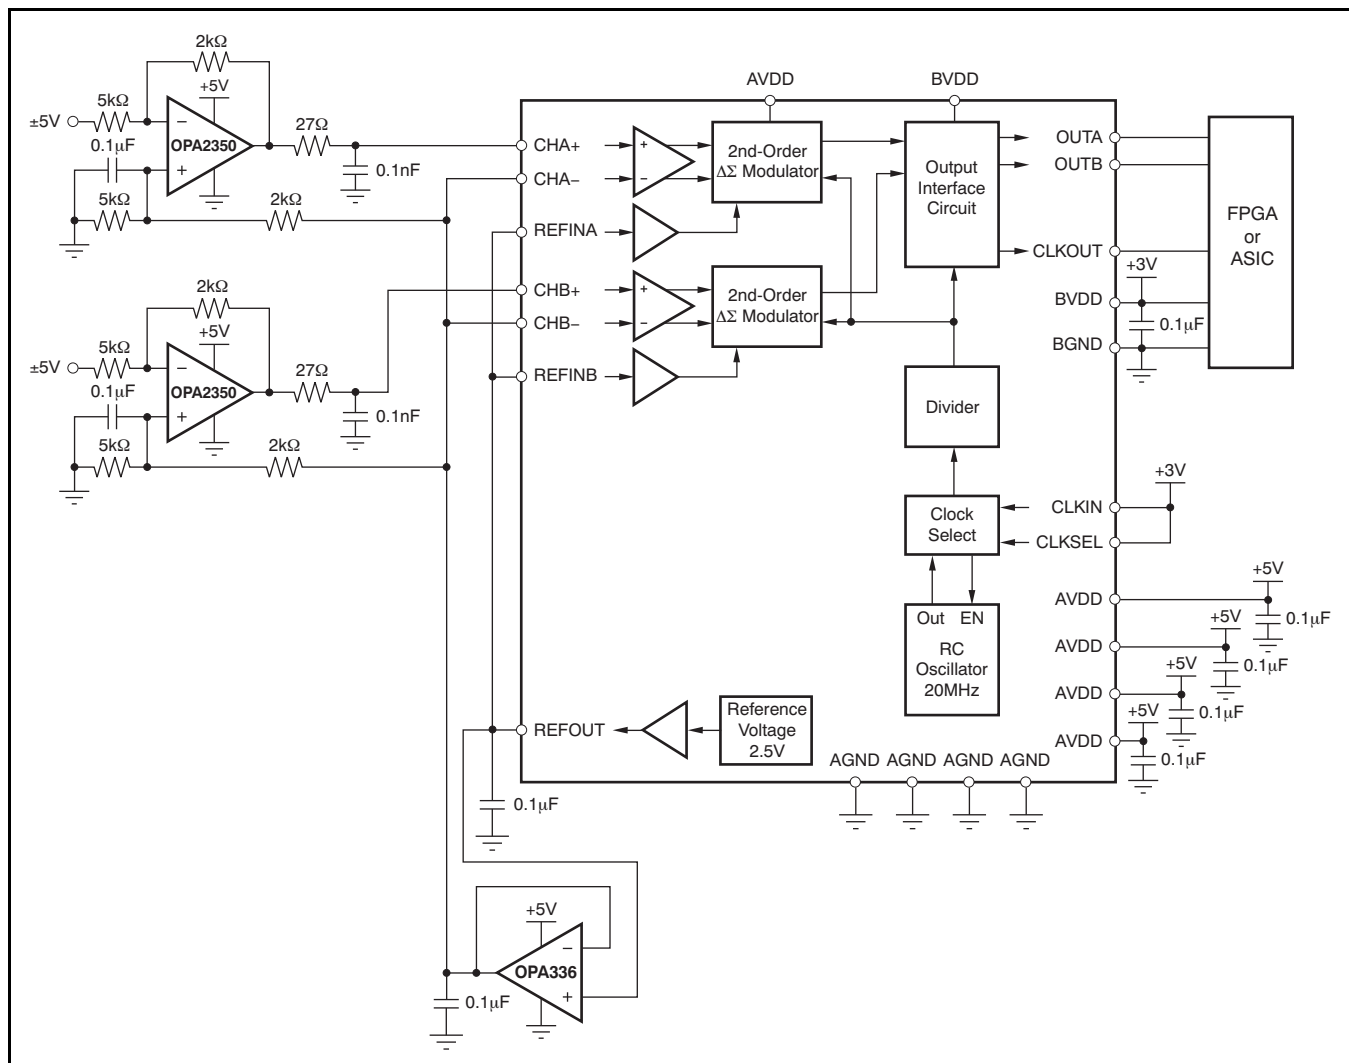 2kΩ
+5V
5kΩ
±5V
−
OPA2350
27Ω
0.1μF
+
0.1nF
5kΩ
2kΩ
2kΩ
+5V
5kΩ
±5V
−
OPA2350
27Ω
0.1μF
+
0.1nF
5kΩ
2kΩ
AVDD
BVDD
CHA+
CHA−
REFINA
CHB+
CHB−
REFINB
+
−
+
−
2nd-Order
ΔΣ Modulator
2nd-Order
ΔΣ Modulator
Output
Interface
Circuit
OUTA
OUTB
CLKOUT
+3V
BVDD
0.1μF
BGND
FPGA
or
ASIC
Divider
Clock
Select
CLKIN
CLKSEL
+3V
Out EN
RC
Oscillator
20MHz
AVDD
+5V
0.1μF
AVDD
+5V
0.1μF
AVDD
+5V
0.1μF
AVDD
+5V
0.1μF
REFOUT
Reference
Voltage
2.5V
AGND AGND AGND AGND
0.1μF
+5V
−
OPA336
+
0.1μF